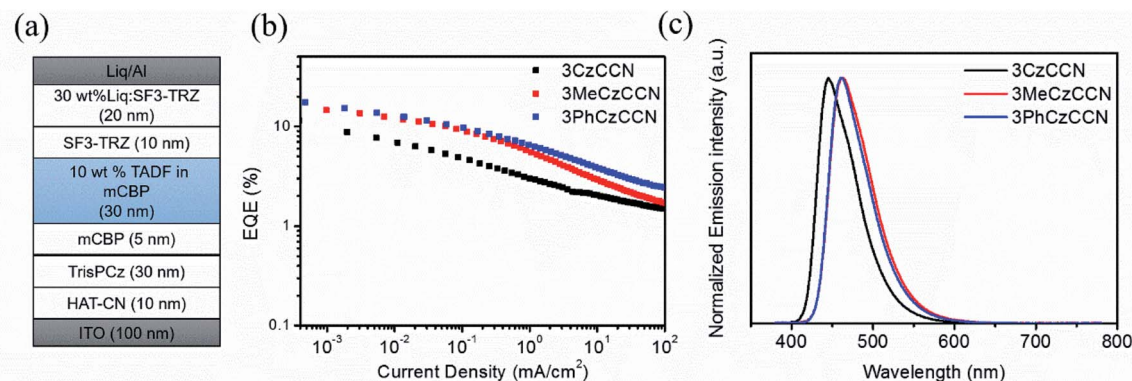 (a)
Liq/Al
30 wt%Liq:SF3-TRZ
(20 nm)
SF3-TRZ (10 nm)
10 wt % TADF in
mCBP
(30 nm)
mCBP (5 nm)
TrisPCz (30 nm)
HAT-CN (10 nm)
ITO (100 nm)
(b)
3CzCCN
3MeCzCCN
3PhCzCCN
EQE (%)
10
1
0.1
10⁻³ 10⁻² 10⁻¹ 10⁰ 10¹ 10²
Current Density (mA/cm²)
(c)
3CzCCN
3MeCzCCN
3PhCzCCN
Normalized Emission intensity (a.u.)
400 500 600 700 800
Wavelength (nm)